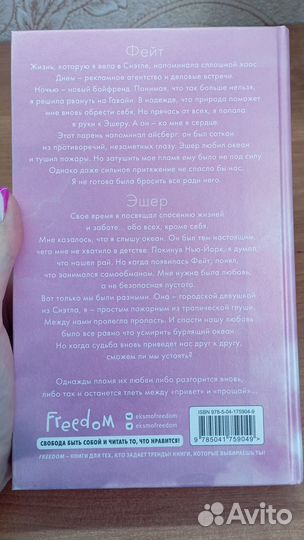 Фейт
Жизнь, которую я вела в Сиэтле, напоминала сплошной хаос.
Днем – рекламное агентство и деловые встречи.
Ночью – новый бойфренд. Понимая, что так больше нельзя,
я решила рвануть на Гавайи. В надежде, что природа поможет
мне вновь обрести себя. Но прячась от всех, я попала
в руки к Эшеру. А он – ко мне в сердце.
Этот парень напоминал айсберг: он был соткан
из противоречий, незаметных глазу. Эшер любил океан
и тушил пожары. Но затушить мое пламя ему было не под силу.
Однако даже сильное притяжение не спасло бы нас.
Я не готова была бросить все ради него.
Эшер
Свое время я посвящал спасению жизней
и заботе... обо всех, кроме себя.
Мне казалось, что я слышу океан. Он был тем настоящим,
чего мне не хватило в детстве. Покинув Нью-Йорк, я думал,
что нашел рай. Но когда появилась Фейт, понял,
что занимался самообманом. Мне нужна была любовь,
а не безопасная пустота.
Вот только мы были разными. Она – городской девушкой
из Сиэтла, я – простым пожарным из тропической глуши.
Между нами пролегла пропасть. И спасти нашу любовь
было все равно что усмирить бурлящий океан.
Но когда судьба вновь приведет нас друг к другу,
сможем ли мы устоять?
Однажды пламя их любви либо разгорится вновь,
либо так и останется тлеть между «привет» и «прощай»...
Freedom
eksmofreedom
eksmofreedom
ISBN 978-5-04-175904-9
9 785041 759049 >
СВОБОДА БЫТЬ СОБОЙ И ЧИТАТЬ ТО, ЧТО НРАВИТСЯ!
FREEDOM – КНИГИ ДЛЯ ТЕХ, КТО ЗАДАЕТ ТРЕНДЫ! КНИГИ, КОТОРЫЕ ВЫБИРАЕШЬ ТЫ!
Avito